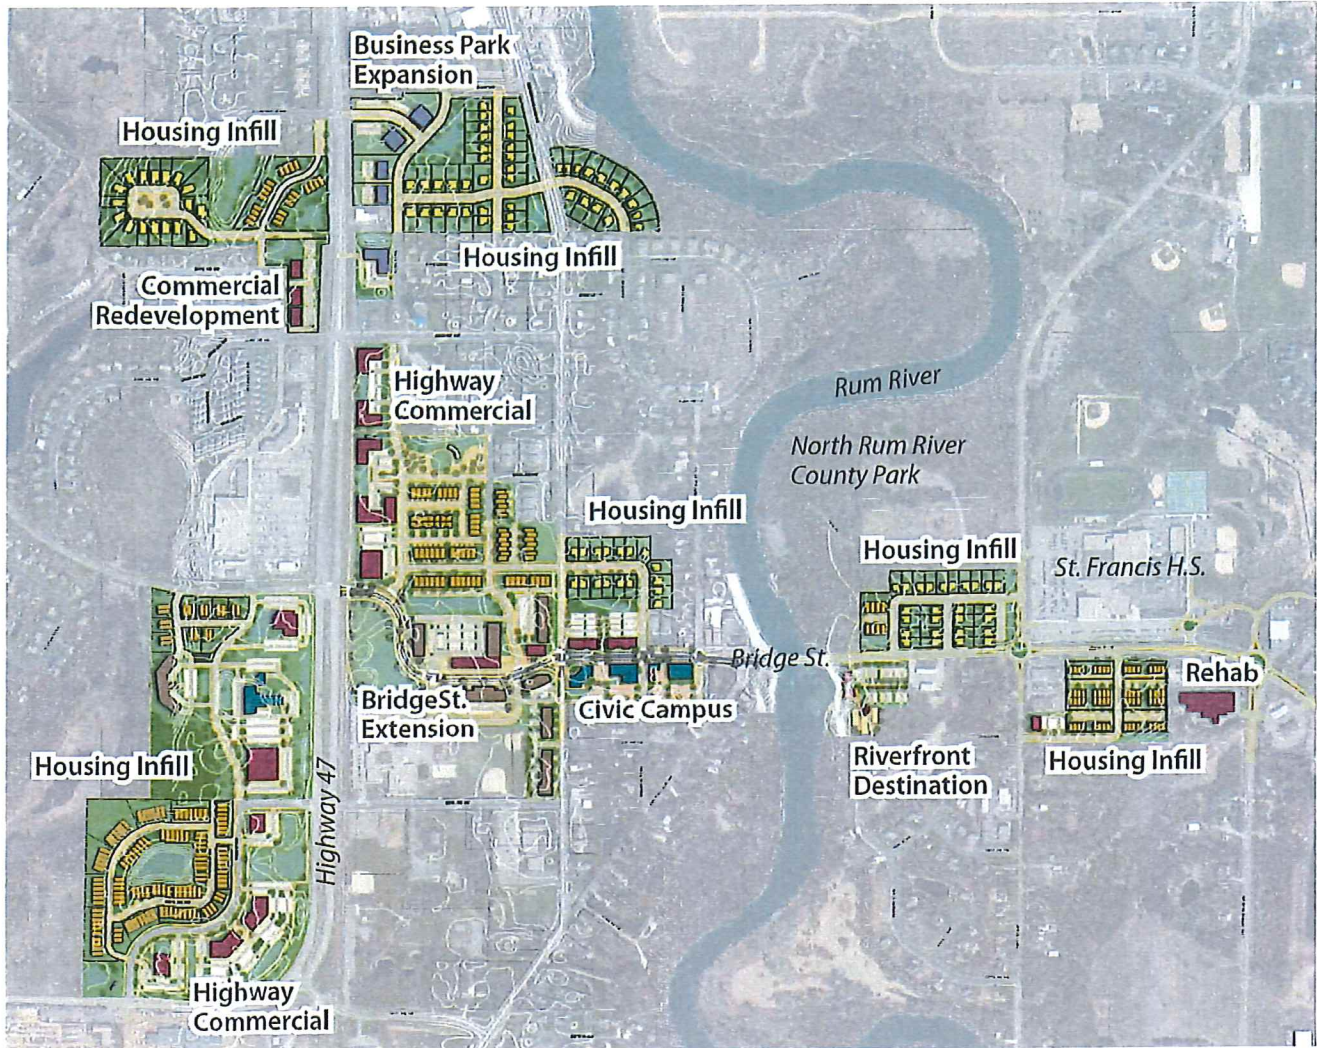 Business Park
Expansion
Housing Infill
Housing Infill
Commercial
Redevelopment
Highway
Commercial
Rum River
North Rum River
County Park
Housing Infill
Housing Infill
St. Francis H.S.
Bridge St.
Rehab
BridgeSt.
Extension
Civic Campus
Housing Infill
Riverfront
Destination
Housing Infill
Highway 47
Highway
Commercial